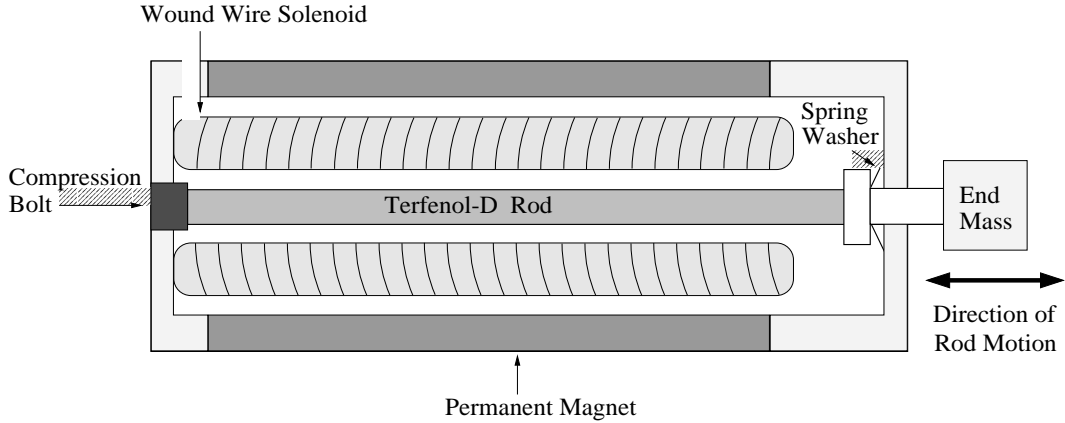 Wound Wire Solenoid
Spring
Washer
Compression
Bolt
Terfenol-D Rod
End
Mass
Direction of
Rod Motion
Permanent Magnet